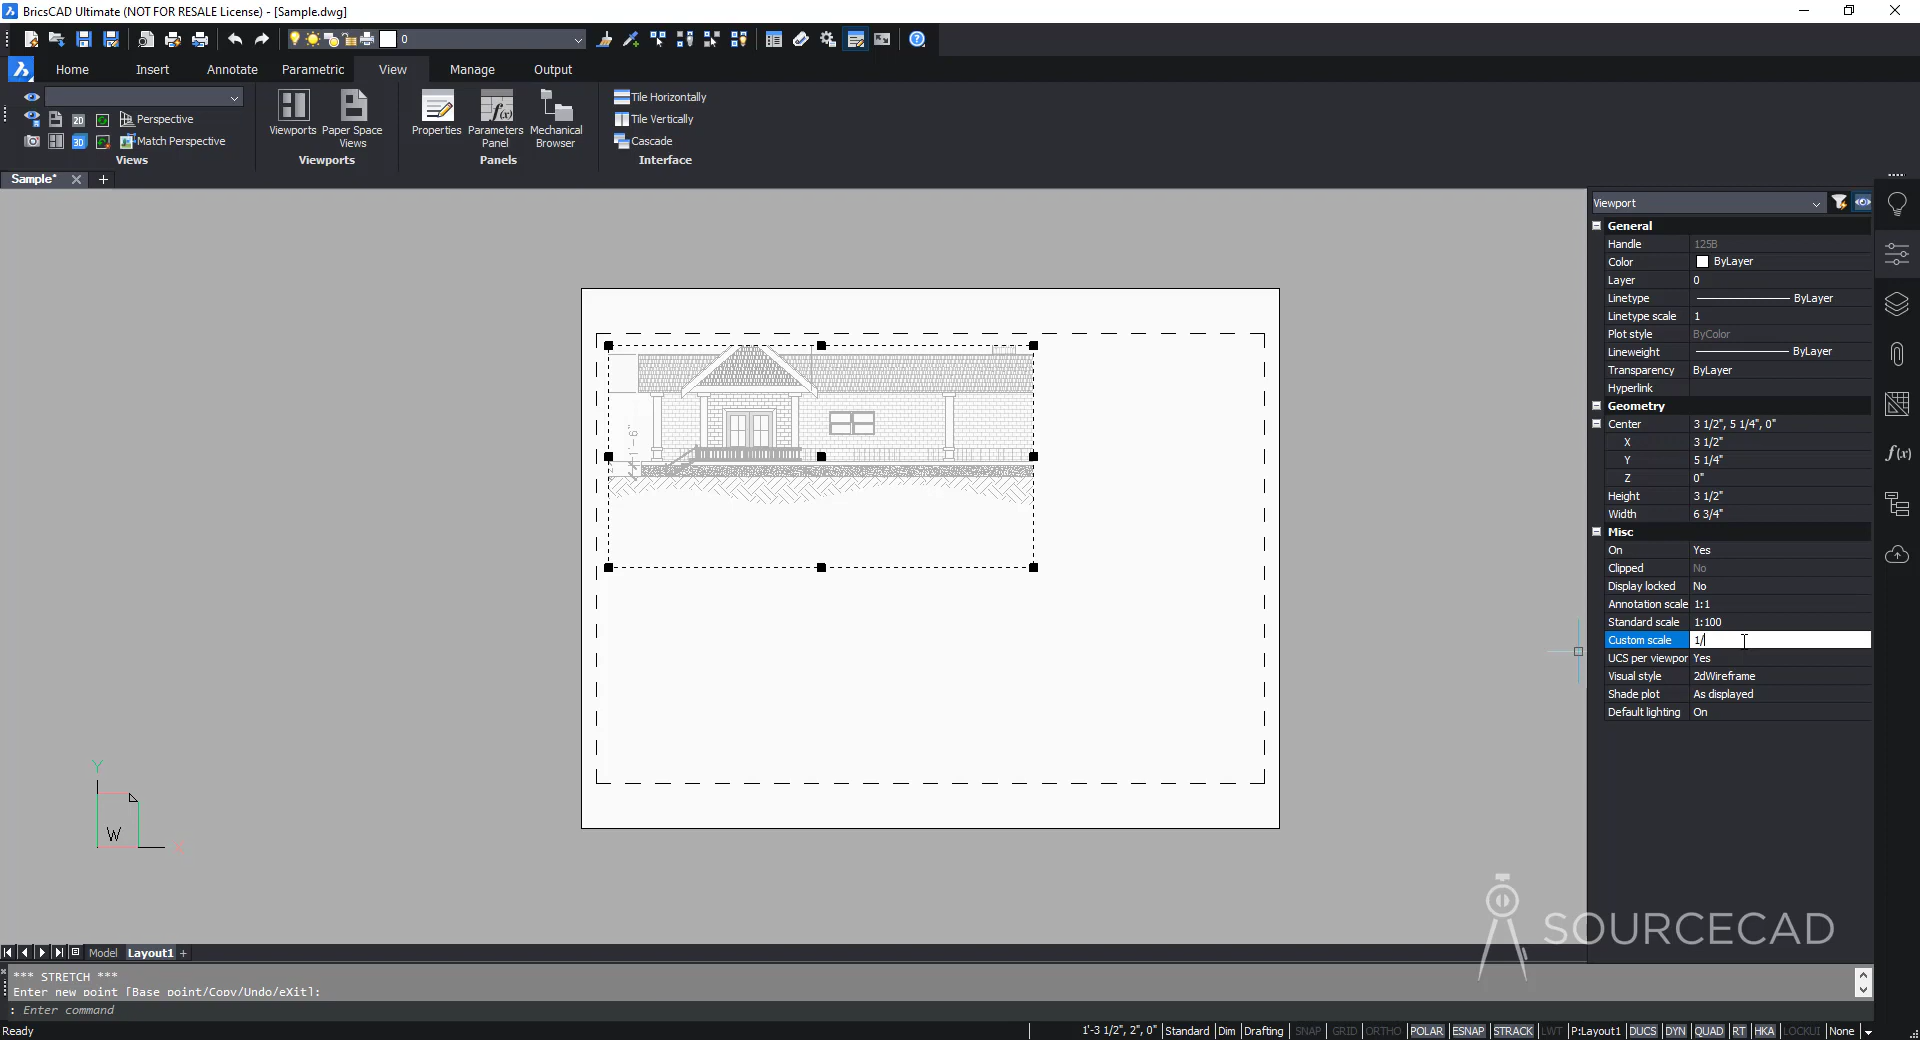 BricsCAD Ultimate (NOT FOR RESALE License) - [Sample.dwg]
0
Home Insert Annotate Parametric View Manage Output
Perspective
Match Perspective
Views
Viewports
Paper Space Views
Viewports
Properties
Parameters Panel
Mechanical Browser
Panels
Tile Horizontally
Tile Vertically
Cascade
Interface
Sample*
Viewport
General
Handle 125B
Color ByLayer
Layer 0
Linetype ByLayer
Linetype scale 1
Plot style ByColor
Lineweight ByLayer
Transparency ByLayer
Hyperlink
Geometry
Center 3 1/2", 5 1/4", 0"
X 3 1/2"
Y 5 1/4"
Z 0"
Height 3 1/2"
Width 6 3/4"
Misc
On Yes
Clipped No
Display locked No
Annotation scale 1:1
Standard scale 1:100
Custom scale 1/
UCS per viewpor Yes
Visual style 2dWireframe
Shade plot As displayed
Default lighting On
f(x)
Y
W
X
SOURCECAD
Model Layout1 +
*** STRETCH ***
Enter new point [Base point/Copy/Undo/eXit]:
: Enter command
Ready
1'-3 1/2", 2", 0" Standard Dim Drafting SNAP GRID ORTHO POLAR ESNAP STRACK LWT P:Layout1 DUCS DYN QUAD RT HKA LOCKUI None